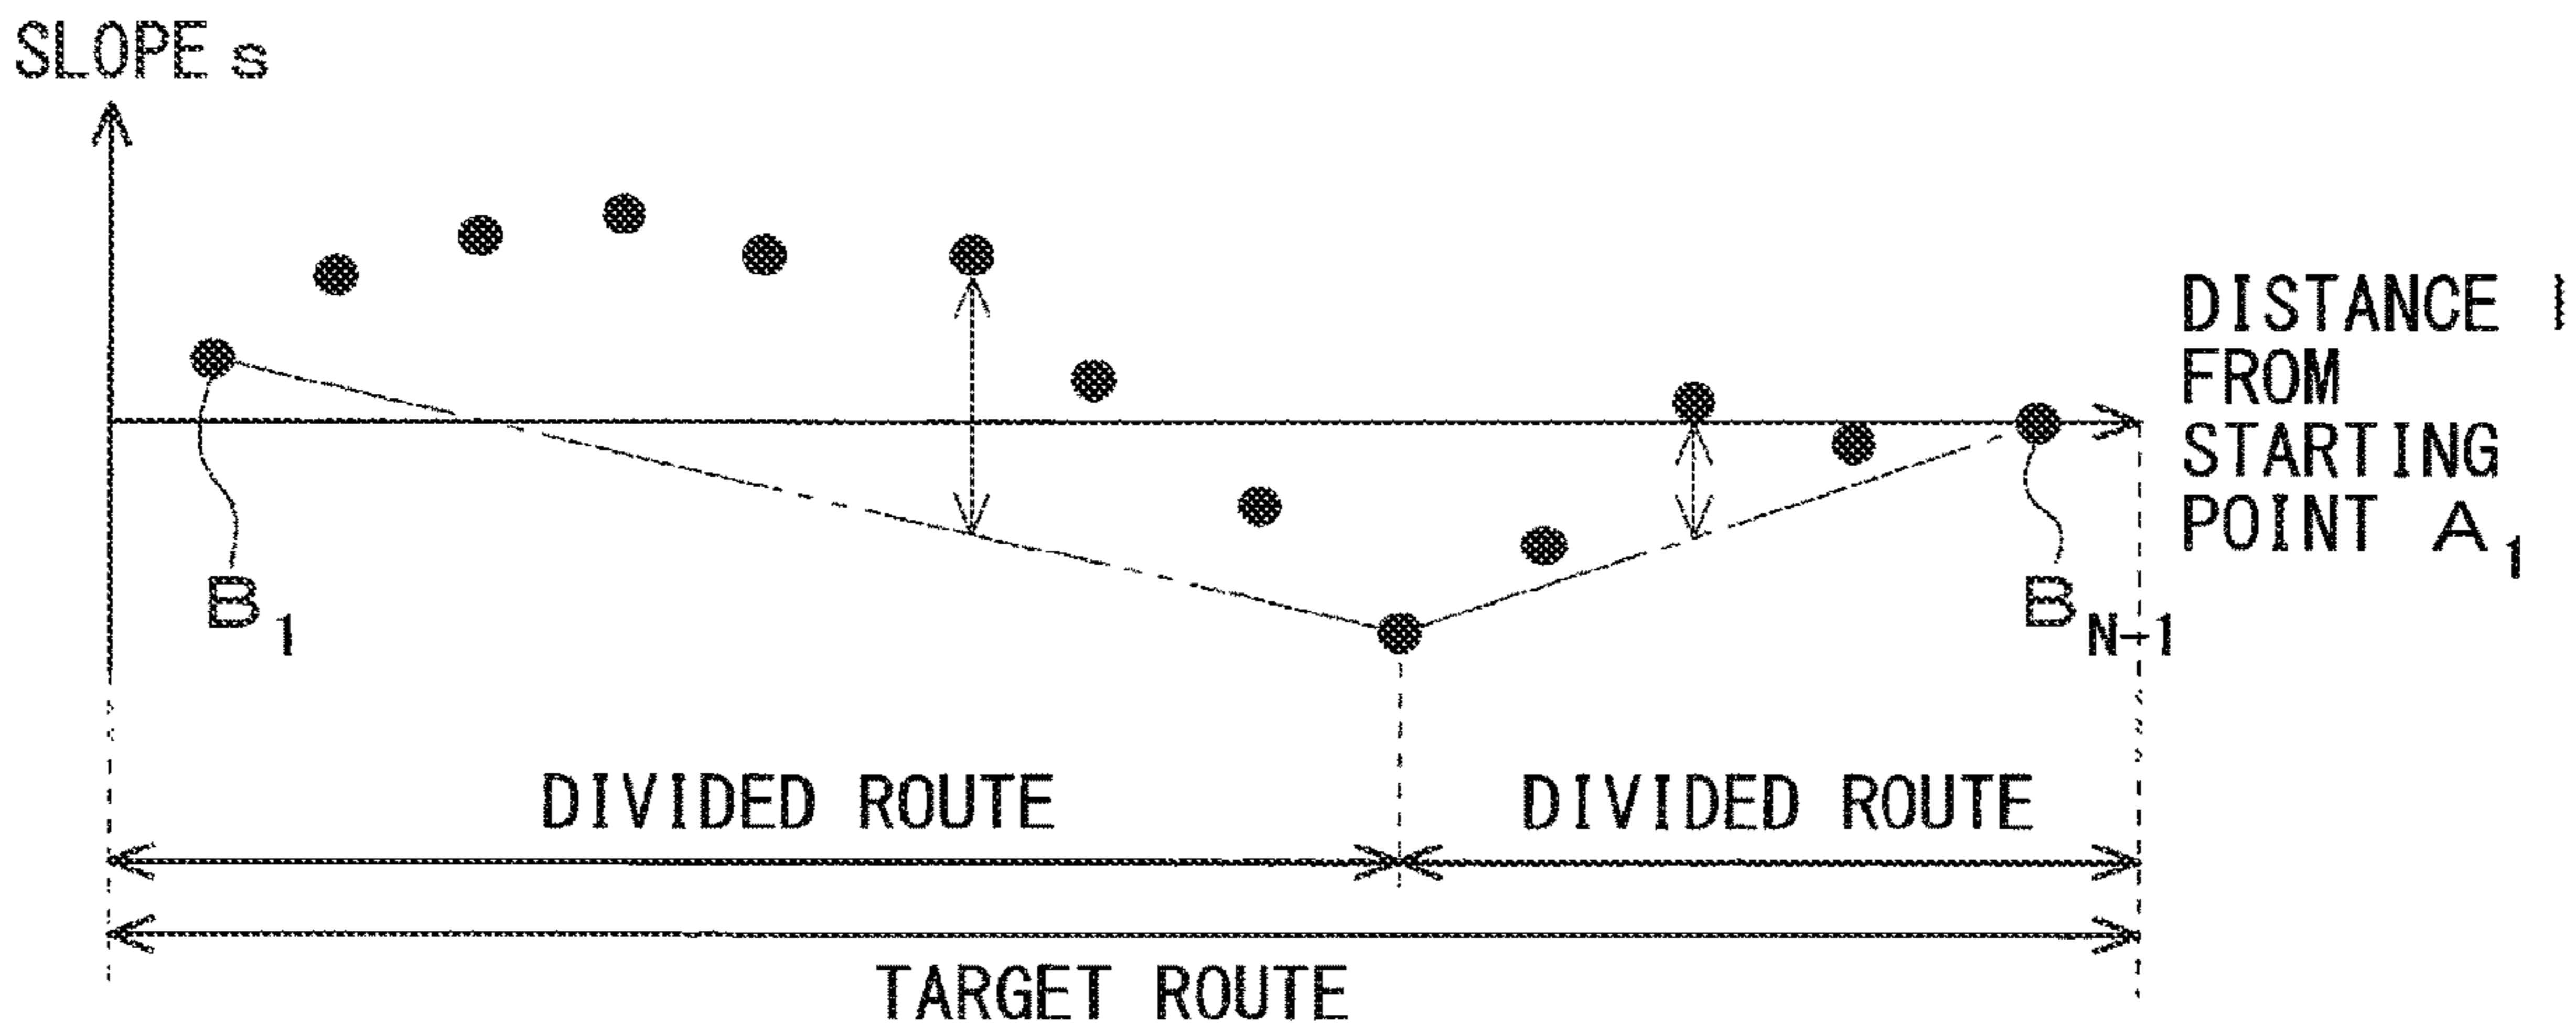 SLOPE s
DISTANCE l
FROM
STARTING
POINT A1
B1
BN-1
DIVIDED ROUTE
DIVIDED ROUTE
TARGET ROUTE